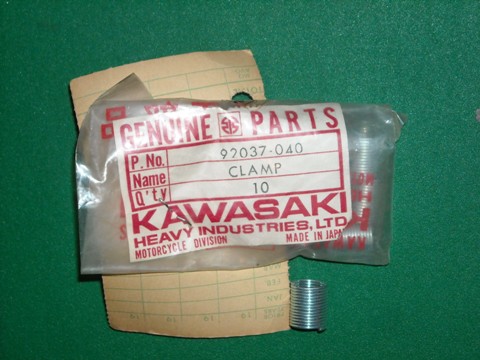 GENUINE PARTS
P. No. 92037-040
Name CLAMP
Q'ty 10
KAWASAKI
HEAVY INDUSTRIES, LTD.
MOTORCYCLE DIVISION MADE IN JAPAN